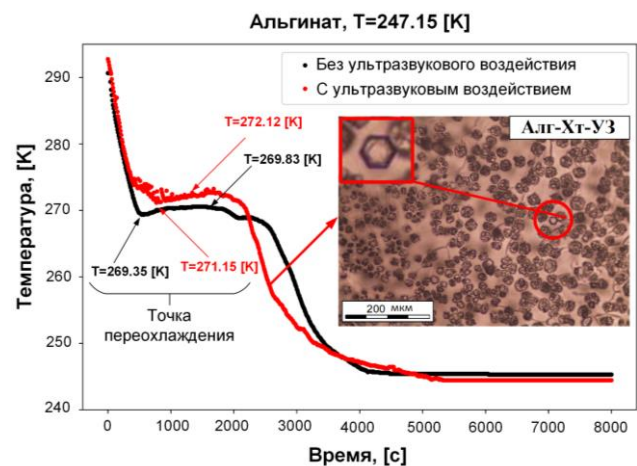 Альгинат, T=247.15 [K]
Температура, [K]
290
280
270
260
250
240
• Без ультразвукового воздействия
• С ультразвуковым воздействием
T=272.12 [K]
T=269.83 [K]
T=269.35 [K]
T=271.15 [K]
Точка
переохлаждения
Алг-Хт-УЗ
200 мкм
0 1000 2000 3000 4000 5000 6000 7000 8000
Время, [с]